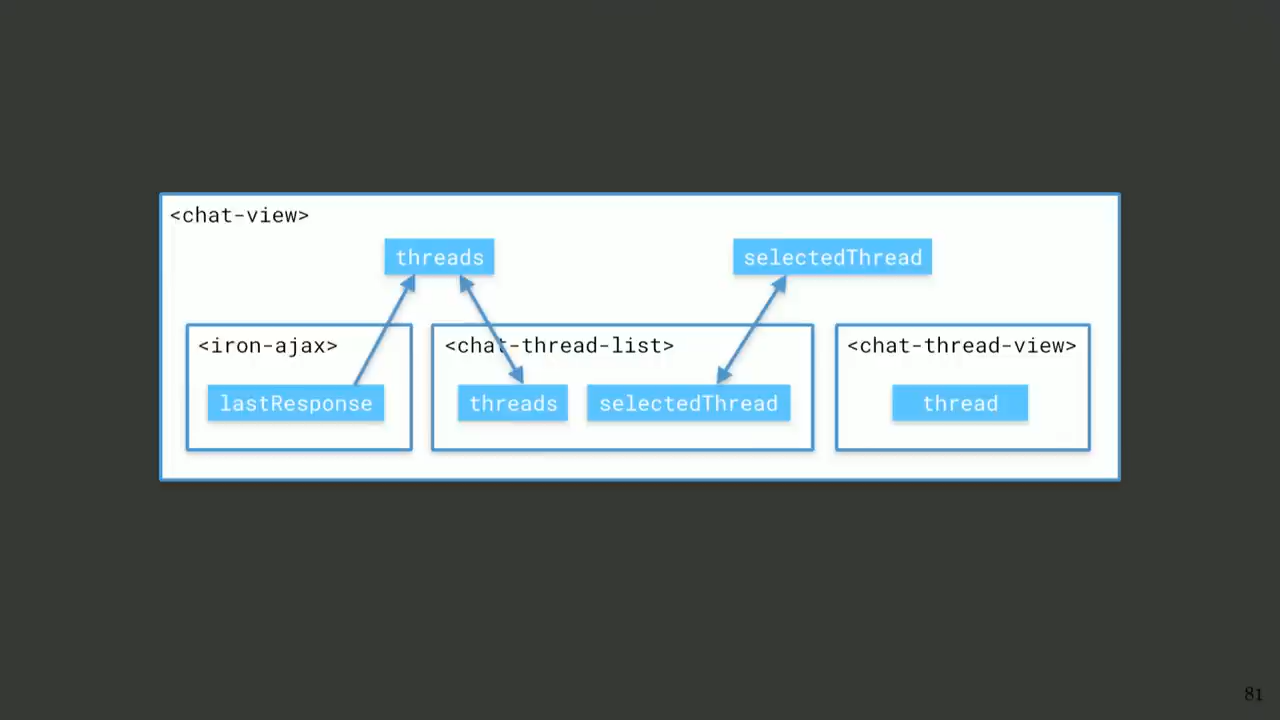 <chat-view>
threads
selectedThread
<iron-ajax>
<chat-thread-list>
<chat-thread-view>
lastResponse
threads
selectedThread
thread
81